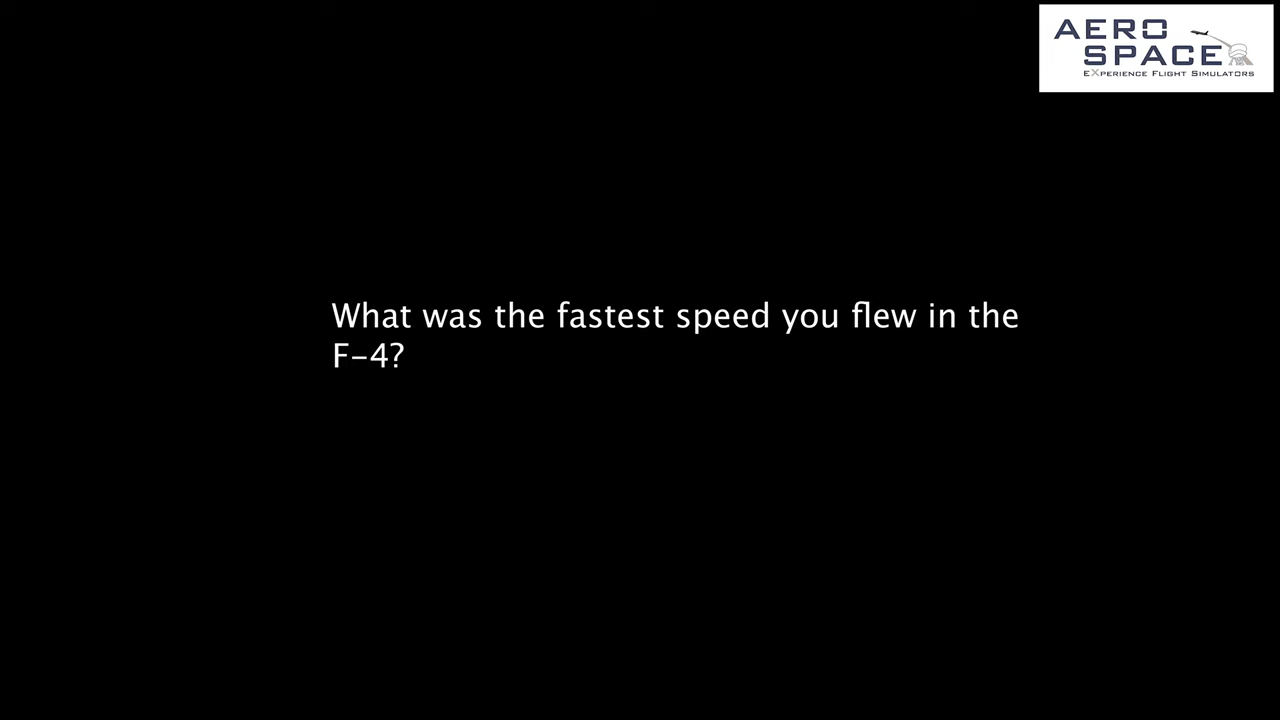 AERO
SPACE
EXPERIENCE FLIGHT SIMULATORS
What was the fastest speed you flew in the
F-4?